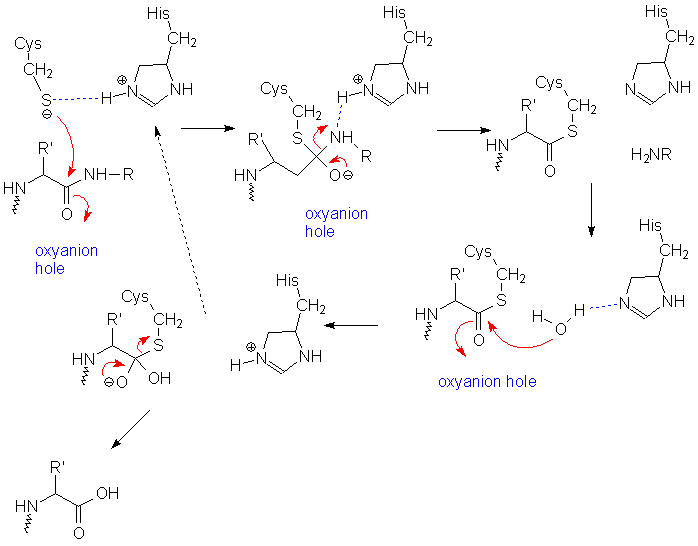 Cys
His
CH2
S
⊖
H
⊕
N
NH
R'
HN
NH
R
O
oxyanion
hole
His
CH2
Cys
CH2
S
H
⊕
N
NH
R'
NH
R
HN
O
⊖
oxyanion
hole
His
CH2
N
NH
Cys
CH2
R'
S
HN
O
H2NR
His
CH2
N
NH
Cys
CH2
R'
S
HN
O
H
H
O
oxyanion hole
His
CH2
⊕
HN
NH
Cys
CH2
R'
S
HN
⊖
O
OH
R'
HN
OH
O